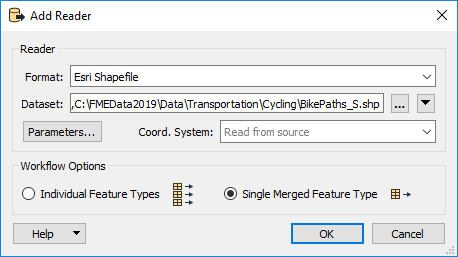 Add Reader
Reader
Format: Esri Shapefile
Dataset: ,C:\FMEData2019\Data\Transportation\Cycling\BikePaths_S.shp ...
Parameters... Coord. System: Read from source
Workflow Options
Individual Feature Types Single Merged Feature Type
Help OK Cancel